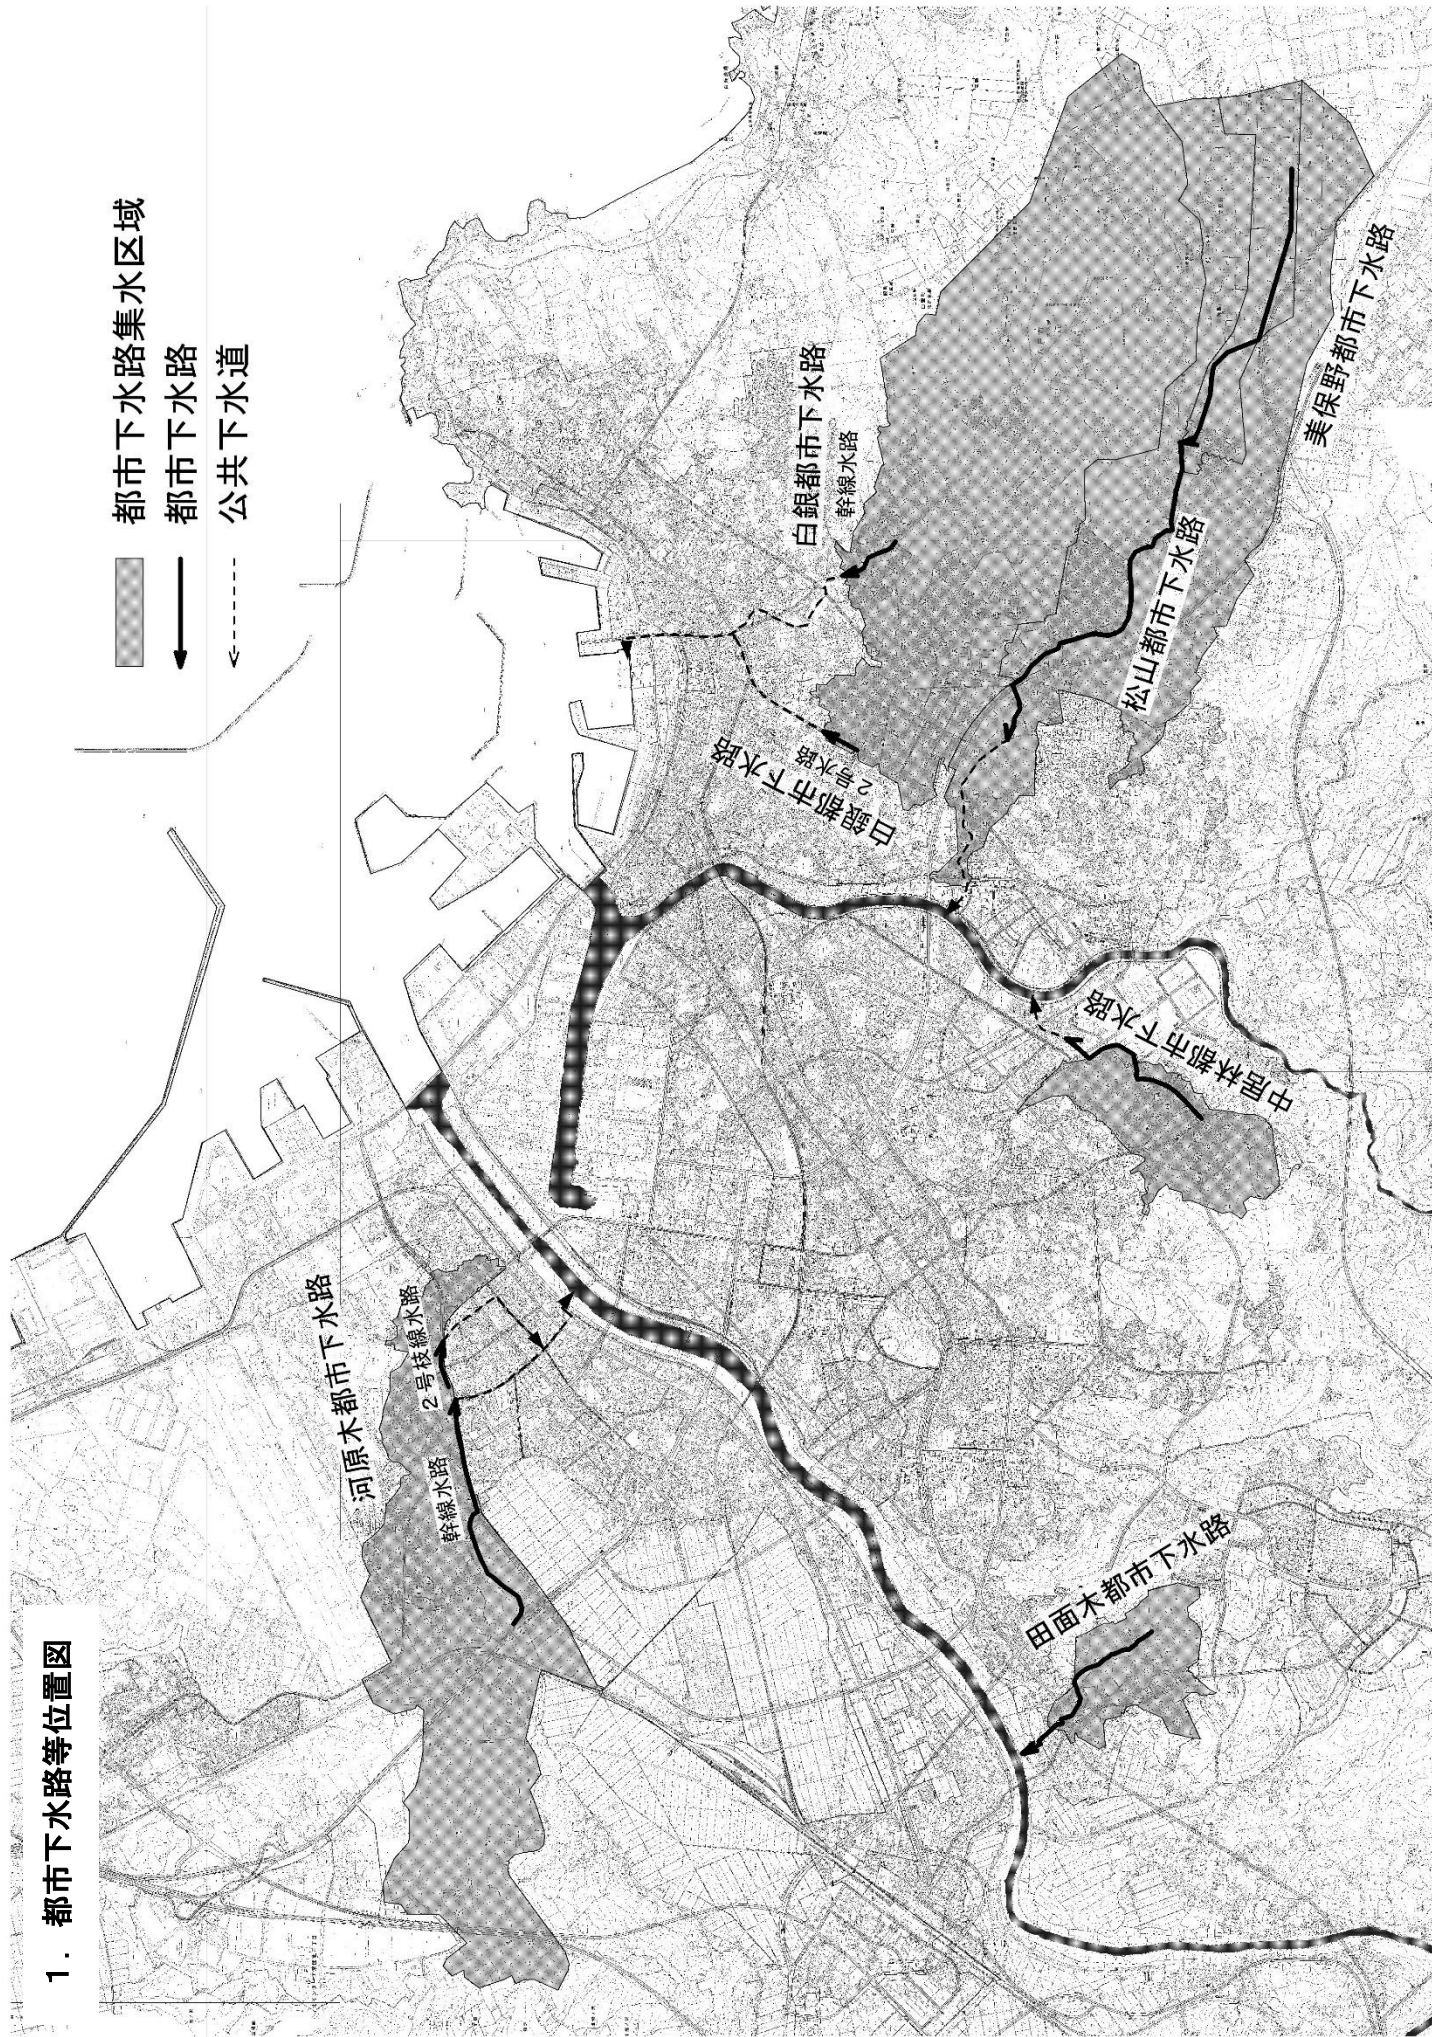 1. 都市下水路等位置図
都市下水路集水区域
都市下水路
公共下水道
河原木都市下水路
2号枝線水路
幹線水路
白銀都市下水路
幹線水路
白銀都市下水路
2号水路
美保野都市下水路
松山都市下水路
中居林都市下水路
田面木都市下水路